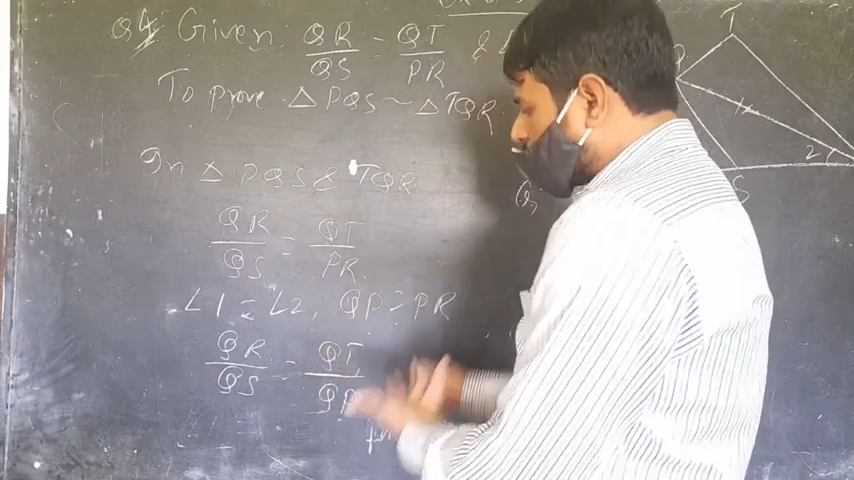 Q4 Given QR/QS = QT/PR &
To prove △PQS ~ △TQR
In △PQS & TQR
QR/QS = QT/PR
∠1 = ∠2, QP = PR
QR/QS = QT/QP
T
2
S